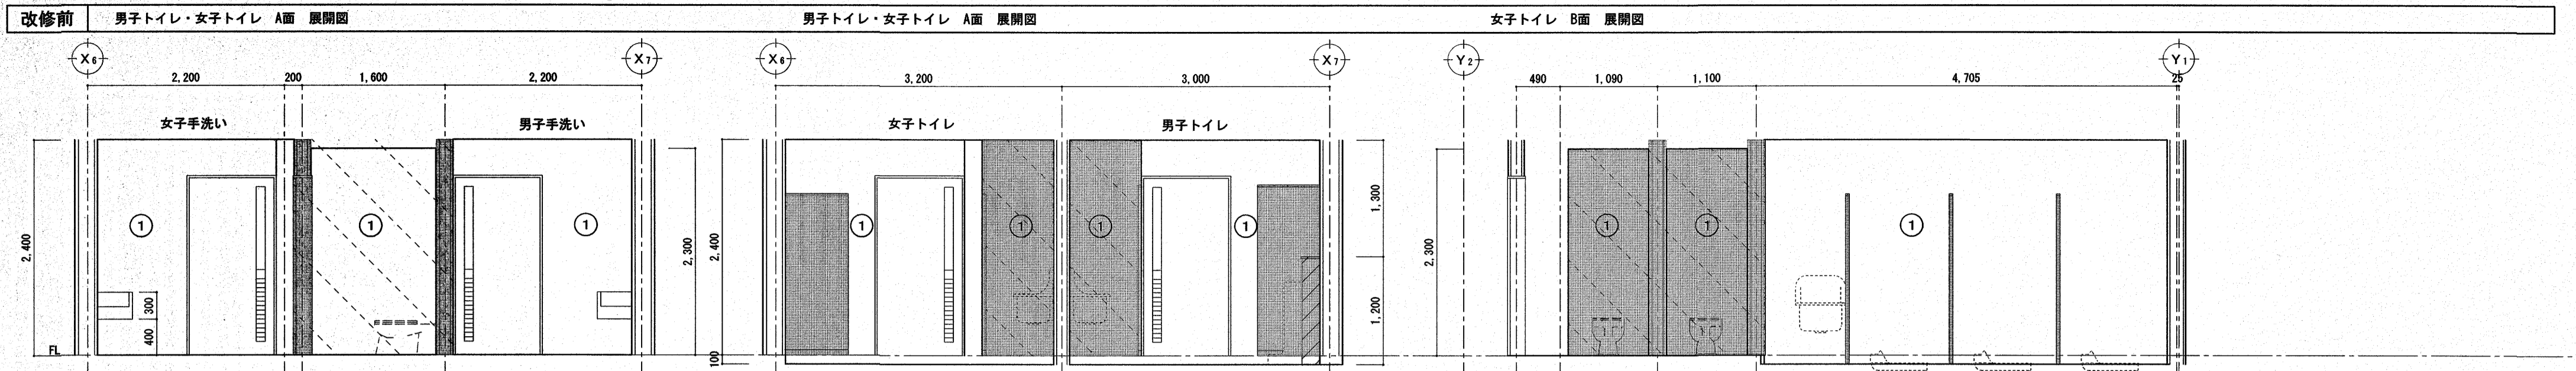 改修前
男子トイレ・女子トイレ A面 展開図
男子トイレ・女子トイレ A面 展開図
女子トイレ B面 展開図
X6
X7
X6
X7
Y2
Y1
2,200
200
1,600
2,200
3,200
3,000
490
1,090
1,100
4,705
25
女子手洗い
男子手洗い
女子トイレ
男子トイレ
①
①
①
①
①
①
①
①
①
①
2,400
300
400
FL
2,300
2,400
100
1,300
1,200
2,300